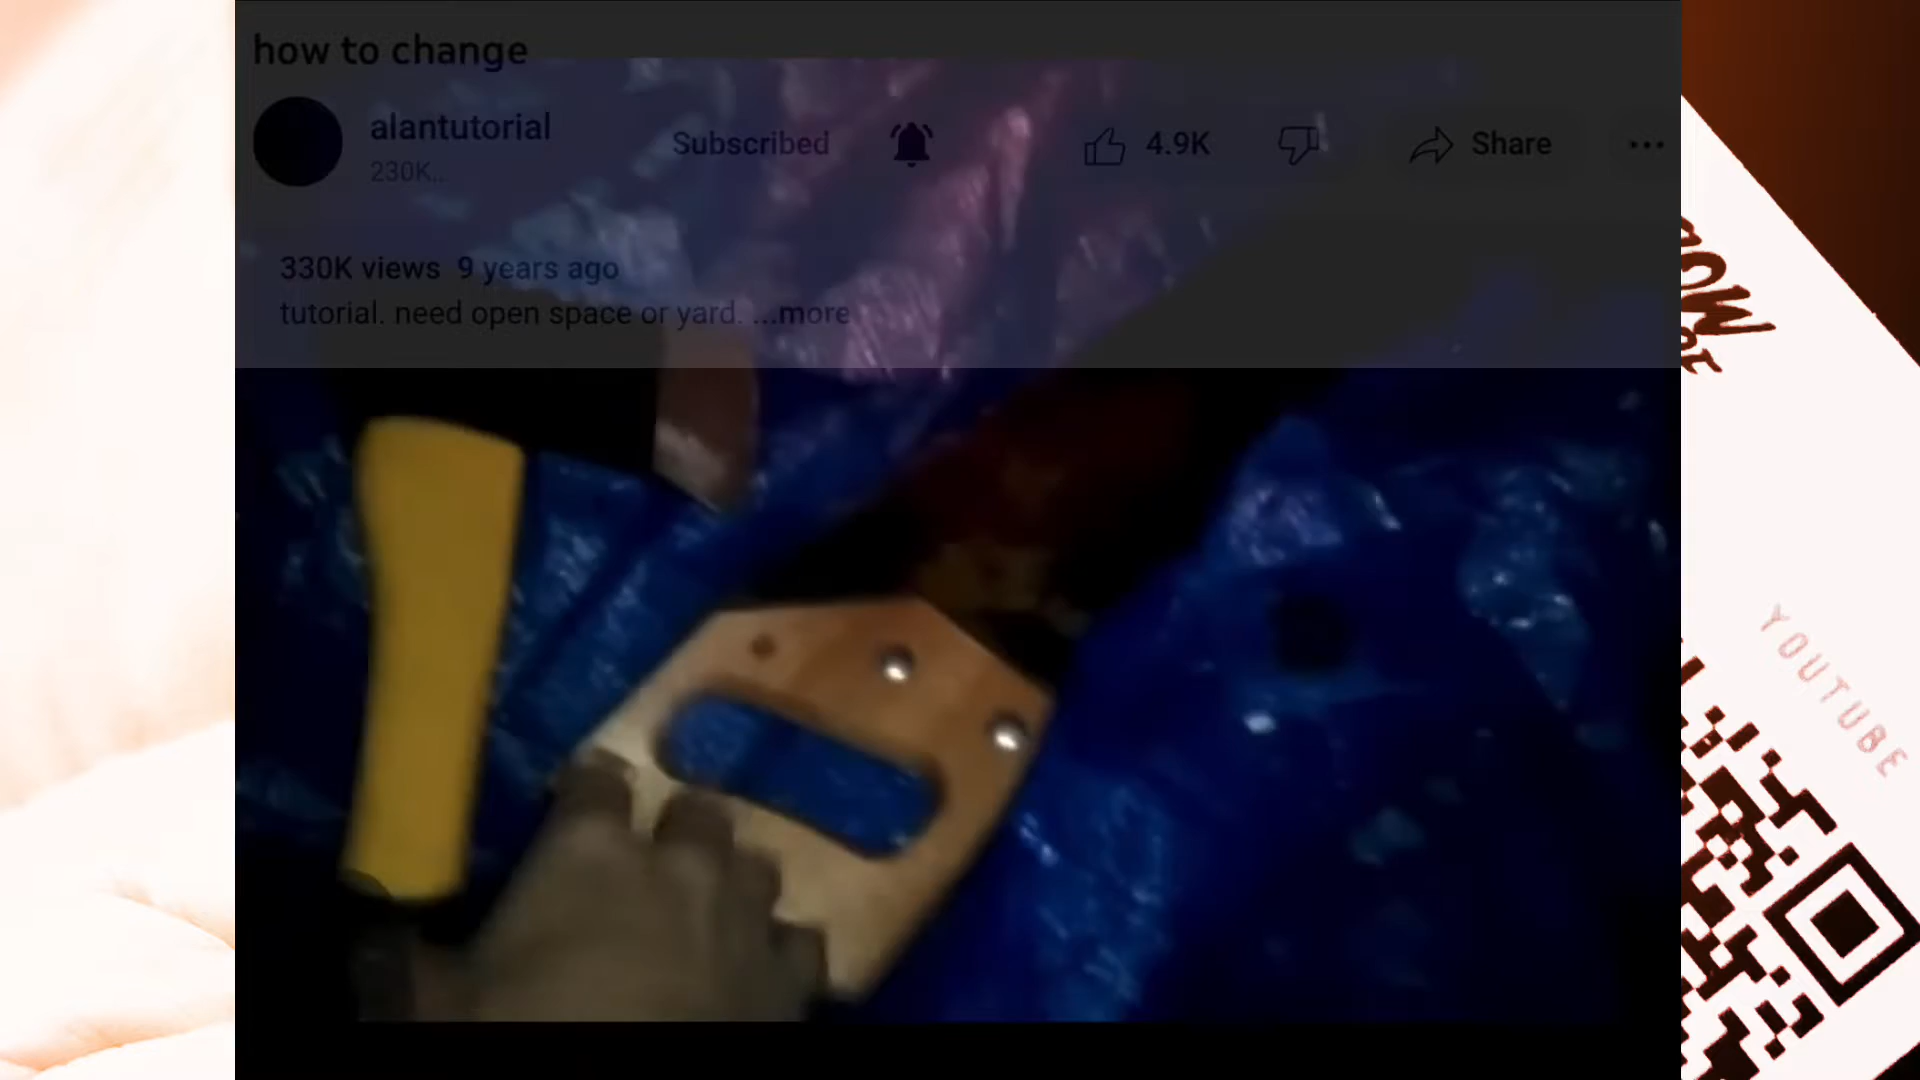 how to change
alantutorial
230K..
Subscribed
4.9K
Share
330K views 9 years ago
tutorial. need open space or yard. ...more
YOUTUBE